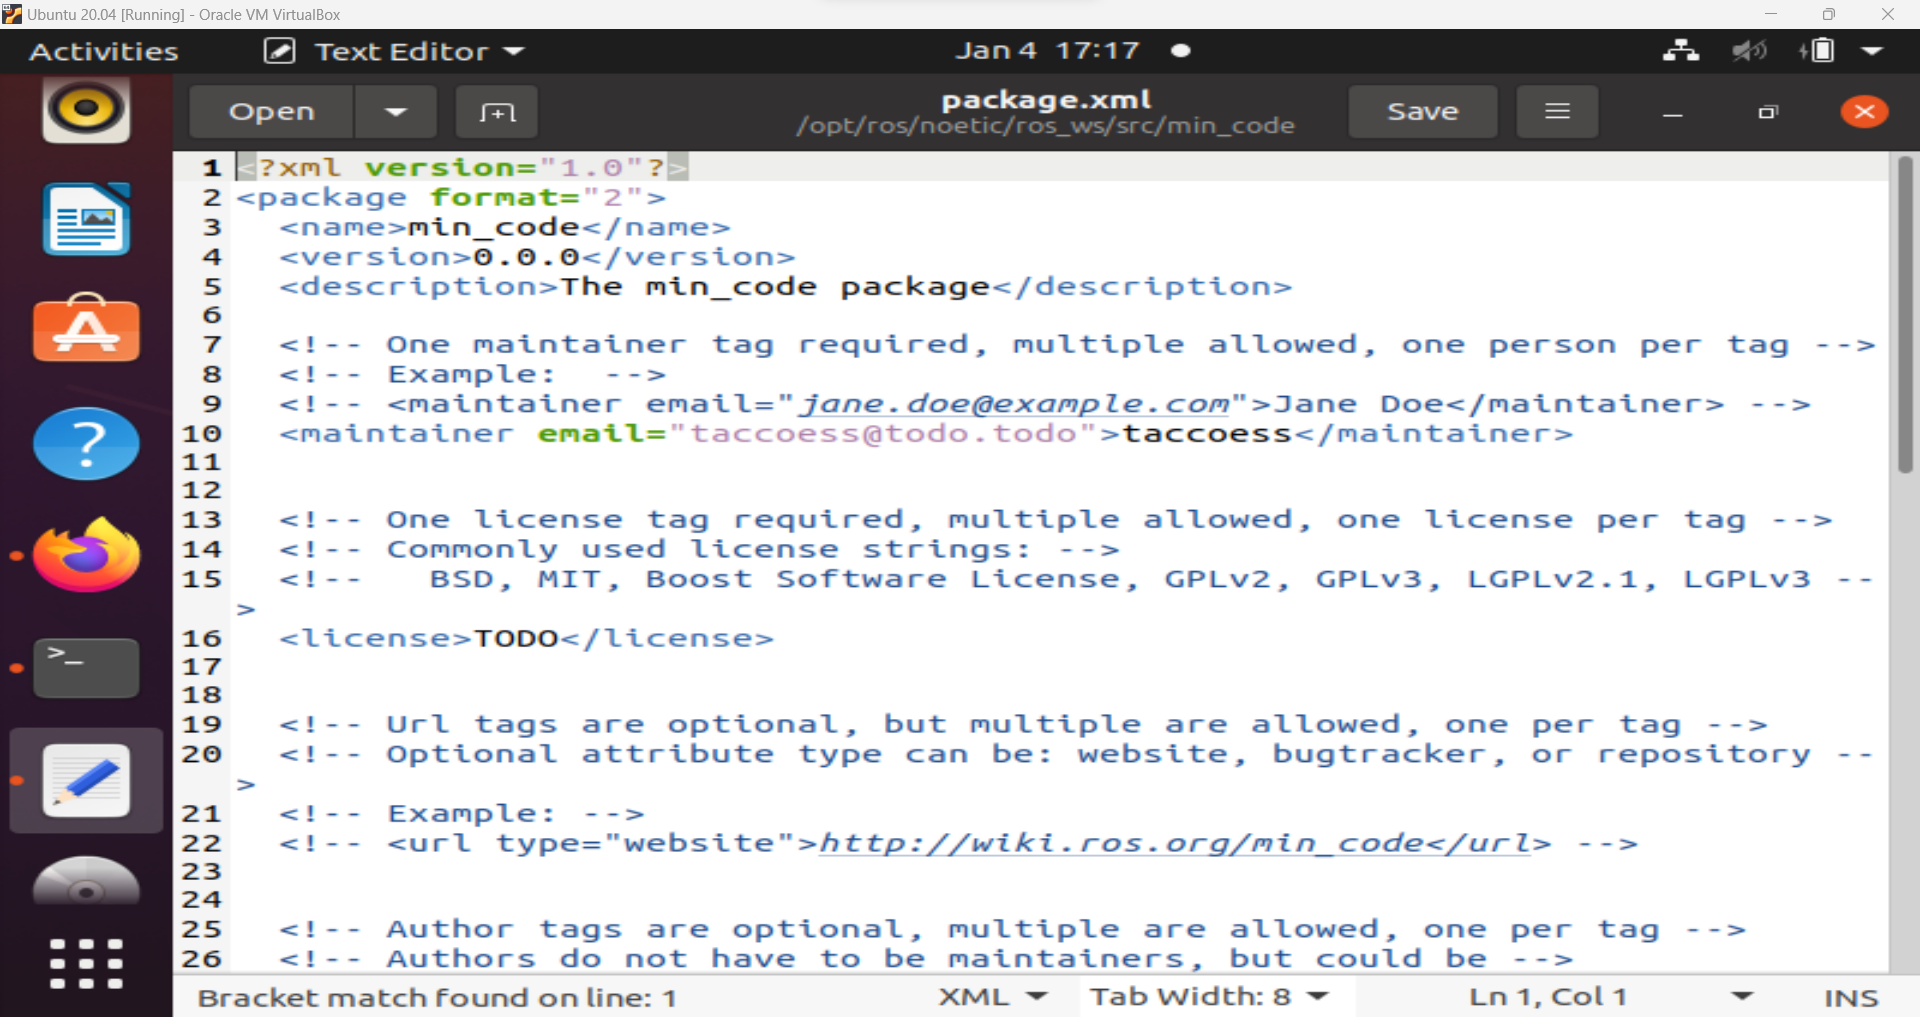 Ubuntu 20.04 [Running] - Oracle VM VirtualBox
Activities Text Editor Jan 4 17:17
Open package.xml Save
/opt/ros/noetic/ros_ws/src/min_code
1 <?xml version="1.0"?>
2 <package format="2">
3   <name>min_code</name>
4   <version>0.0.0</version>
5   <description>The min_code package</description>
6
7   <!-- One maintainer tag required, multiple allowed, one person per tag -->
8   <!-- Example:  -->
9   <!-- <maintainer email="jane.doe@example.com">Jane Doe</maintainer> -->
10   <maintainer email="taccoess@todo.todo">taccoess</maintainer>
11
12
13   <!-- One license tag required, multiple allowed, one license per tag -->
14   <!-- Commonly used license strings: -->
15   <!--   BSD, MIT, Boost Software License, GPLv2, GPLv3, LGPLv2.1, LGPLv3 --
>
16   <license>TODO</license>
17
18
19   <!-- Url tags are optional, but multiple are allowed, one per tag -->
20   <!-- Optional attribute type can be: website, bugtracker, or repository --
>
21   <!-- Example: -->
22   <!-- <url type="website">http://wiki.ros.org/min_code</url> -->
23
24
25   <!-- Author tags are optional, multiple are allowed, one per tag -->
26   <!-- Authors do not have to be maintainers, but could be -->
Bracket match found on line: 1 XML Tab Width: 8 Ln 1, Col 1 INS